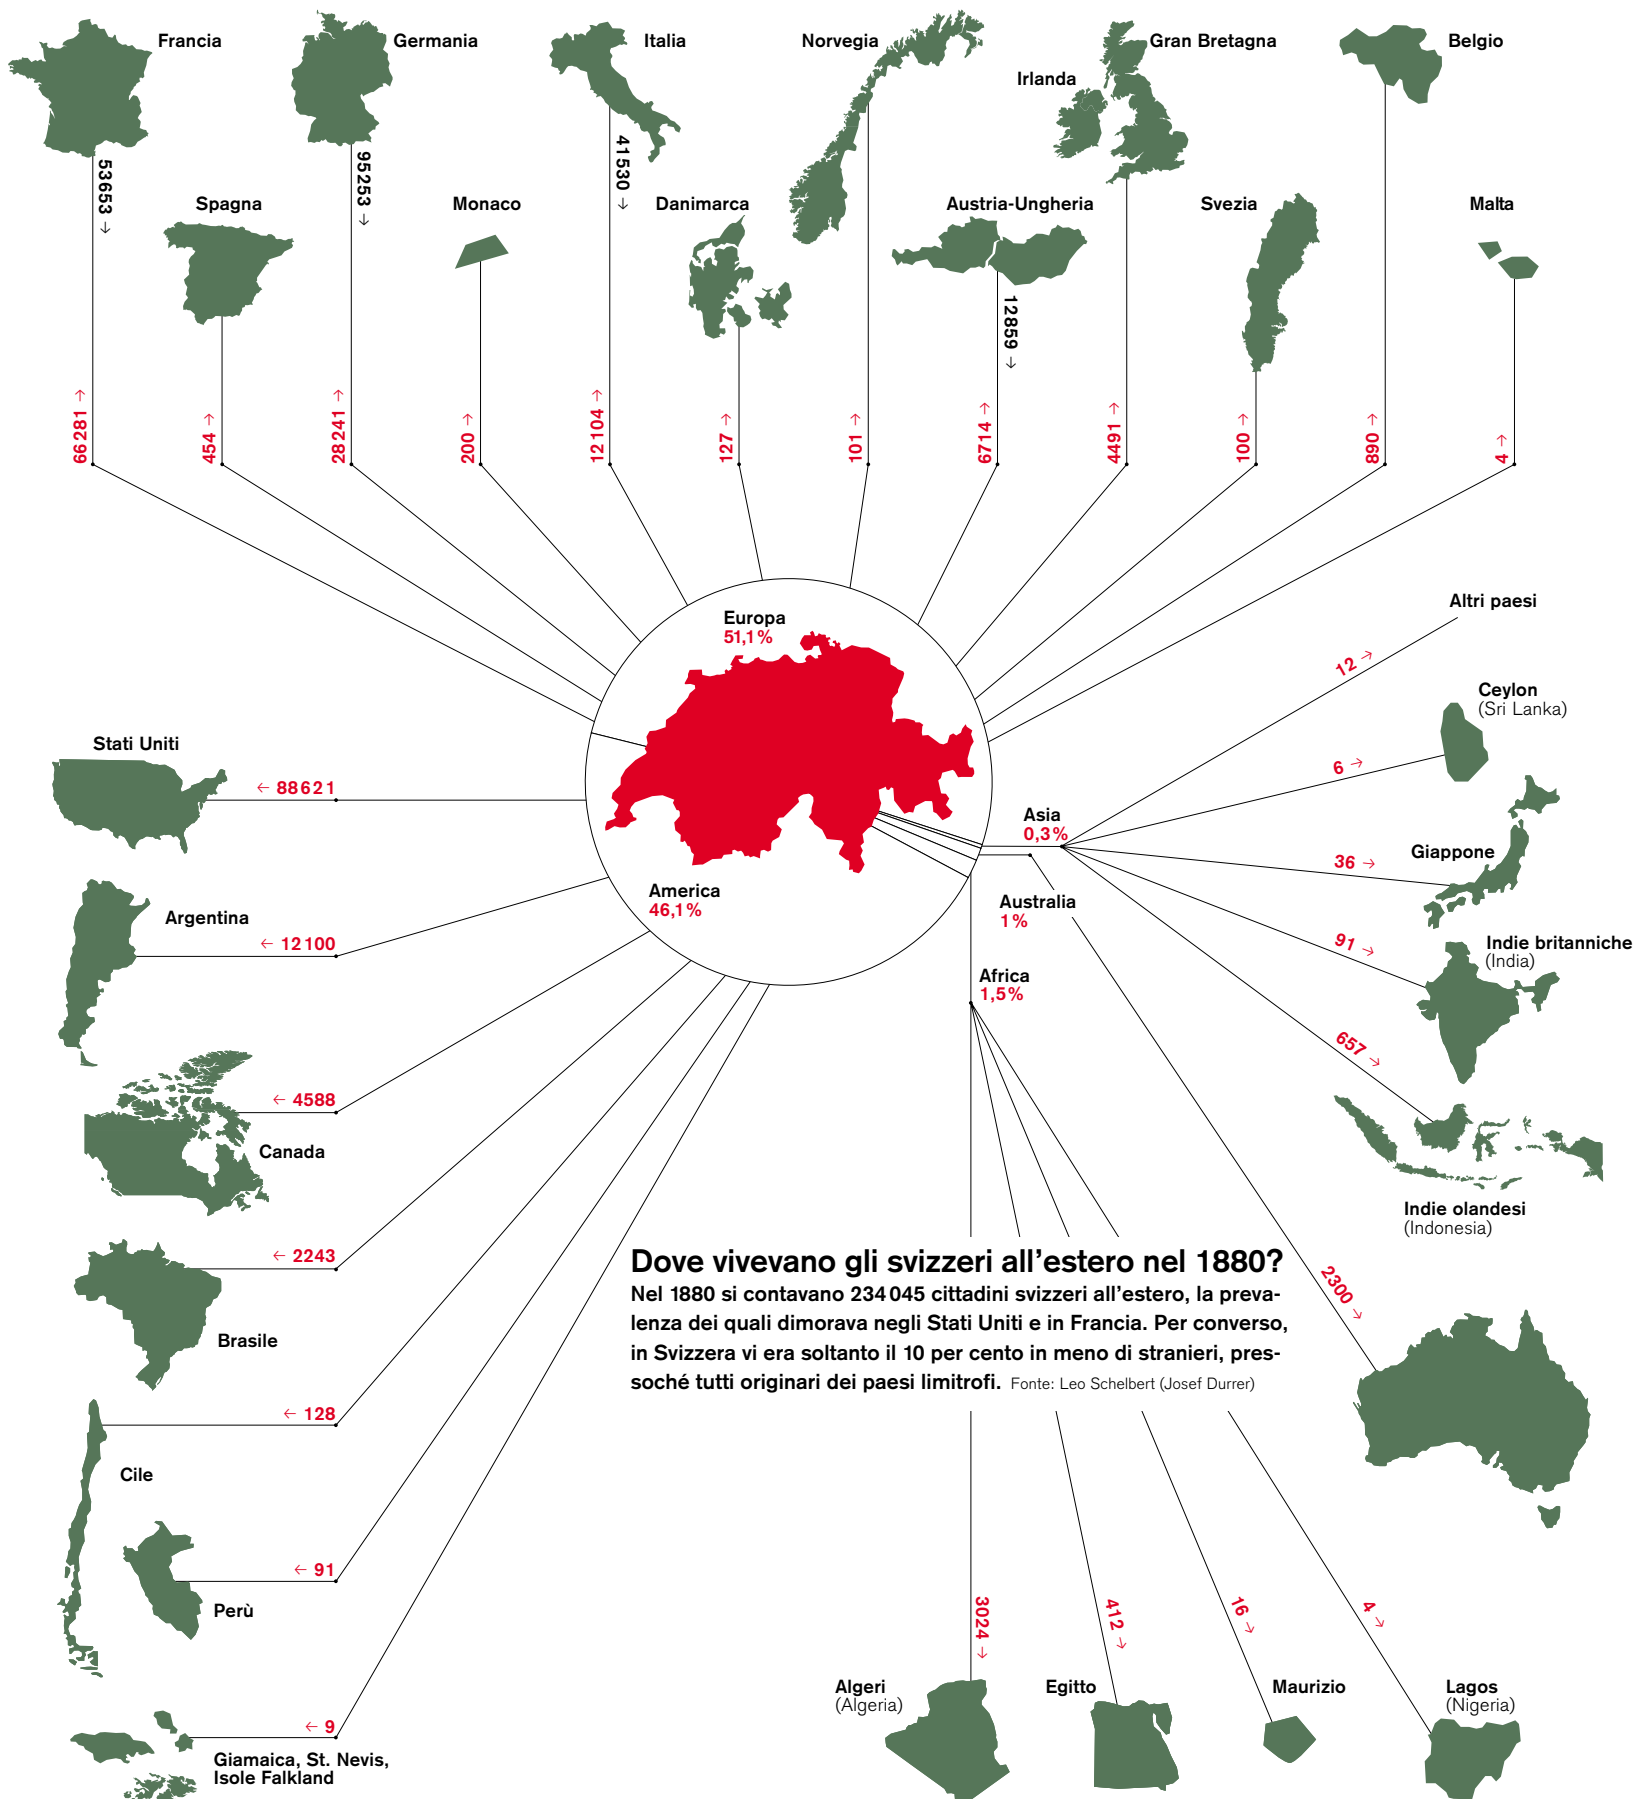 Francia
Germania
Italia
Norvegia
Gran Bretagna
Irlanda
Belgio
53653 →
95253 →
41530 →
Spagna
Monaco
Danimarca
Austria-Ungheria
Svezia
Malta
12859 →
66281 →
454 →
28241 →
200 →
12104 →
127 →
101 →
6714 →
4491 →
100 →
890 →
4 →
Europa
51,1%
Altri paesi
12 →
Ceylon
(Sri Lanka)
6 →
Stati Uniti
← 88621
Asia
0,3%
36 →
Giappone
America
46,1%
Australia
1%
Argentina
← 12100
91 →
Indie britanniche
(India)
Africa
1,5%
657 →
← 4588
Canada
Indie olandesi
(Indonesia)
← 2243
Brasile
2300 →
Dove vivevano gli svizzeri all’estero nel 1880?
Nel 1880 si contavano 234045 cittadini svizzeri all’estero, la preva-
lenza dei quali dimorava negli Stati Uniti e in Francia. Per converso,
in Svizzera vi era soltanto il 10 per cento in meno di stranieri, pres-
soché tutti originari dei paesi limitrofi. Fonte: Leo Schelbert (Josef Durrer)
← 128
Cile
← 91
Perù
← 9
Giamaica, St. Nevis,
Isole Falkland
3024 →
412 →
16 →
4 →
Algeri
(Algeria)
Egitto
Maurizio
Lagos
(Nigeria)